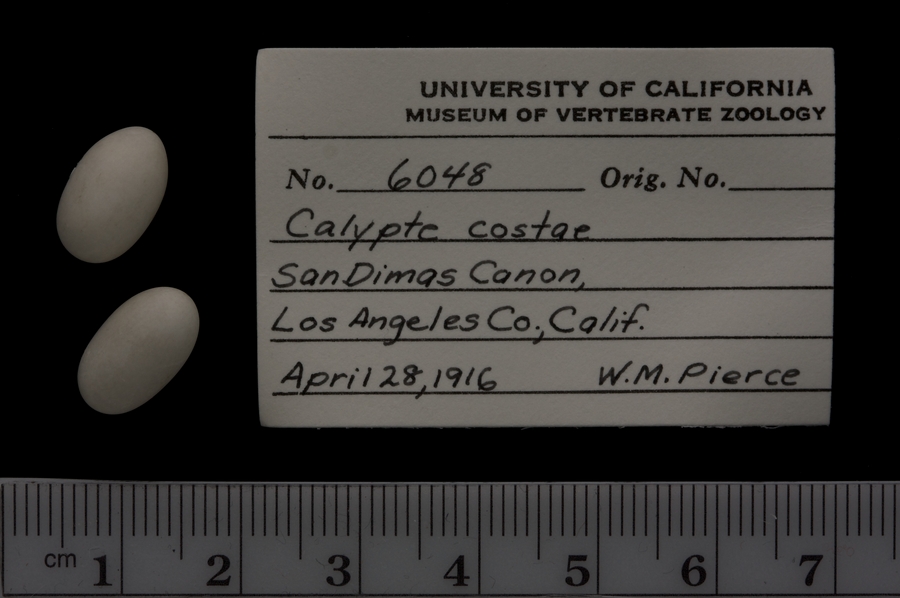 UNIVERSITY OF CALIFORNIA
MUSEUM OF VERTEBRATE ZOOLOGY
No. 6048 Orig. No.
Calypte costae
San Dimas Canon,
Los Angeles Co., Calif.
April 28, 1916 W.M. Pierce
cm 1 2 3 4 5 6 7